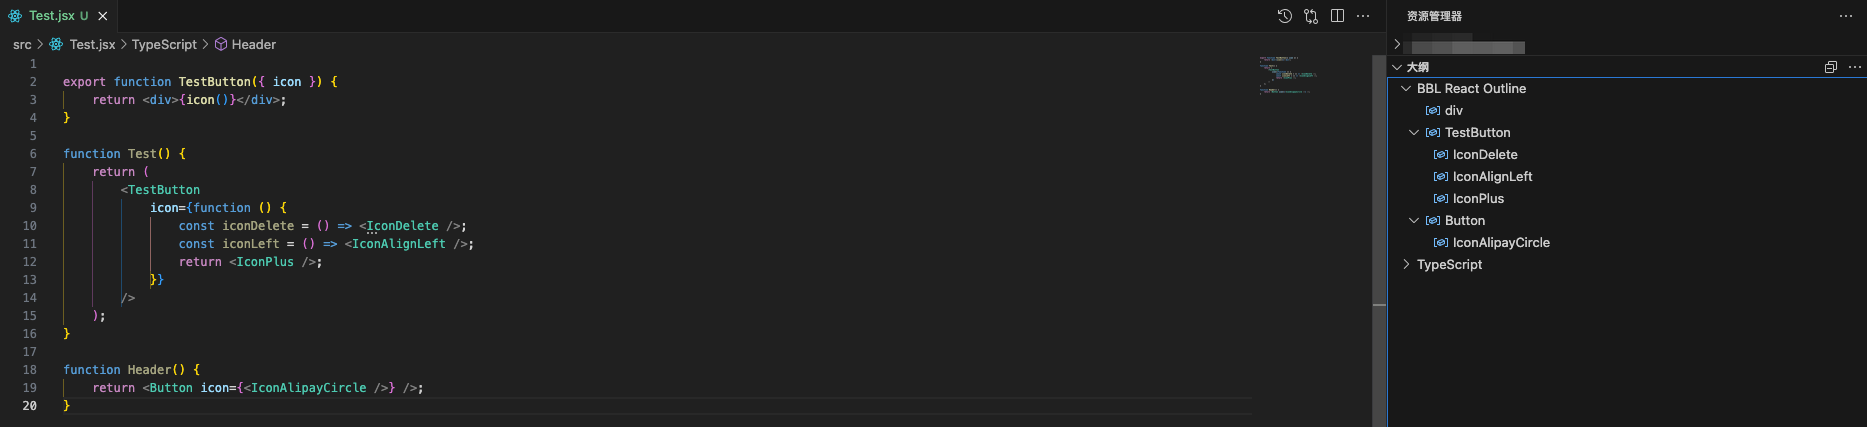 Test.jsx U
src > Test.jsx > TypeScript > Header
1
2 export function TestButton({ icon }) {
3 return <div>{icon()}</div>;
4 }
5
6 function Test() {
7 return (
8 <TestButton
9 icon={function () {
10 const iconDelete = () => <IconDelete />;
11 const iconLeft = () => <IconAlignLeft />;
12 return <IconPlus />;
13 }}
14 />
15 );
16 }
17
18 function Header() {
19 return <Button icon={<IconAlipayCircle />} />;
20 }
资源管理器
大纲
BBL React Outline
div
TestButton
IconDelete
IconAlignLeft
IconPlus
Button
IconAlipayCircle
TypeScript